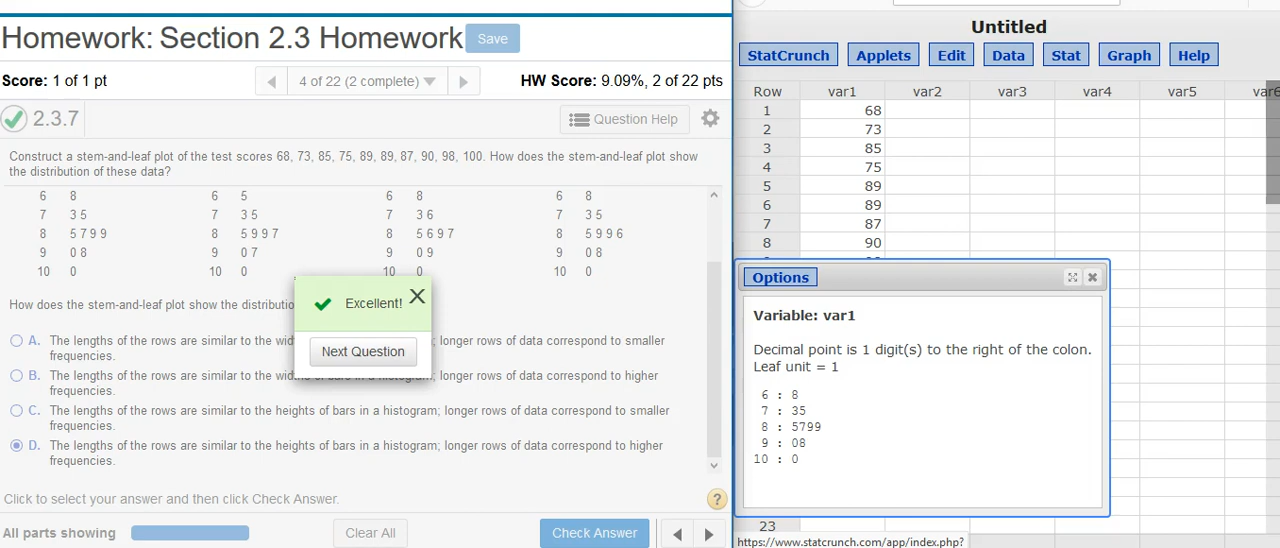 Homework: Section 2.3 Homework
Save
Score: 1 of 1 pt
4 of 22 (2 complete)
HW Score: 9.09%, 2 of 22 pts
2.3.7
Question Help
Construct a stem-and-leaf plot of the test scores 68, 73, 85, 75, 89, 89, 87, 90, 98, 100. How does the stem-and-leaf plot show
the distribution of these data?
6 8 6 5 6 8 6 8
7 3 5 7 3 5 7 3 6 7 3 5
8 5 7 9 9 8 5 9 9 7 8 5 6 9 7 8 5 9 9 6
9 0 8 9 0 7 9 0 9 9 0 8
10 0 10 0 10 0 10 0
How does the stem-and-leaf plot show the distributio
Excellent!
Next Question
A. The lengths of the rows are similar to the wid ; longer rows of data correspond to smaller
frequencies.
B. The lengths of the rows are similar to the widths of bars in a histogram; longer rows of data correspond to higher
frequencies.
C. The lengths of the rows are similar to the heights of bars in a histogram; longer rows of data correspond to smaller
frequencies.
D. The lengths of the rows are similar to the heights of bars in a histogram; longer rows of data correspond to higher
frequencies.
Click to select your answer and then click Check Answer.
?
All parts showing
Clear All
Check Answer
Untitled
StatCrunch Applets Edit Data Stat Graph Help
Row var1 var2 var3 var4 var5 var6
1 68
2 73
3 85
4 75
5 89
6 89
7 87
8 90
Options
Variable: var1
Decimal point is 1 digit(s) to the right of the colon.
Leaf unit = 1
6 : 8
7 : 35
8 : 5799
9 : 08
10 : 0
23
https://www.statcrunch.com/app/index.php?